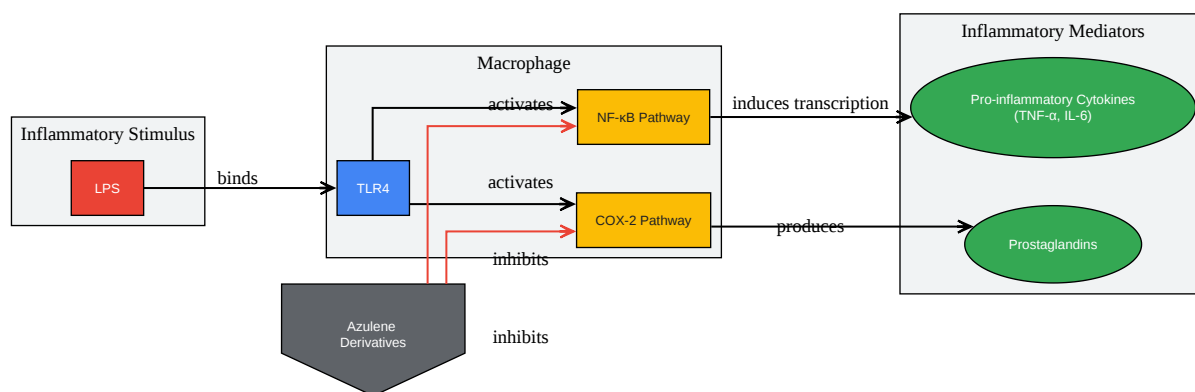 Inflammatory Stimulus
LPS
binds
Macrophage
TLR4
activates
NF-κB Pathway
activates
COX-2 Pathway
inhibits
Azulene
Derivatives
inhibits
induces transcription
produces
Inflammatory Mediators
Pro-inflammatory Cytokines
(TNF-α, IL-6)
Prostaglandins